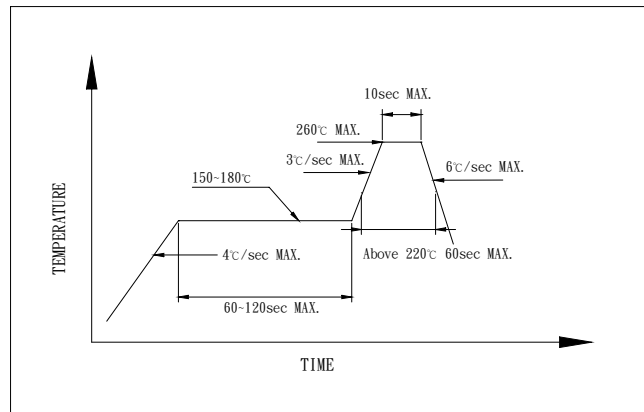 10sec MAX.
260℃ MAX.
3℃/sec MAX.
6℃/sec MAX.
150~180℃
4℃/sec MAX.
Above 220℃ 60sec MAX.
60~120sec MAX.
TEMPERATURE
TIME